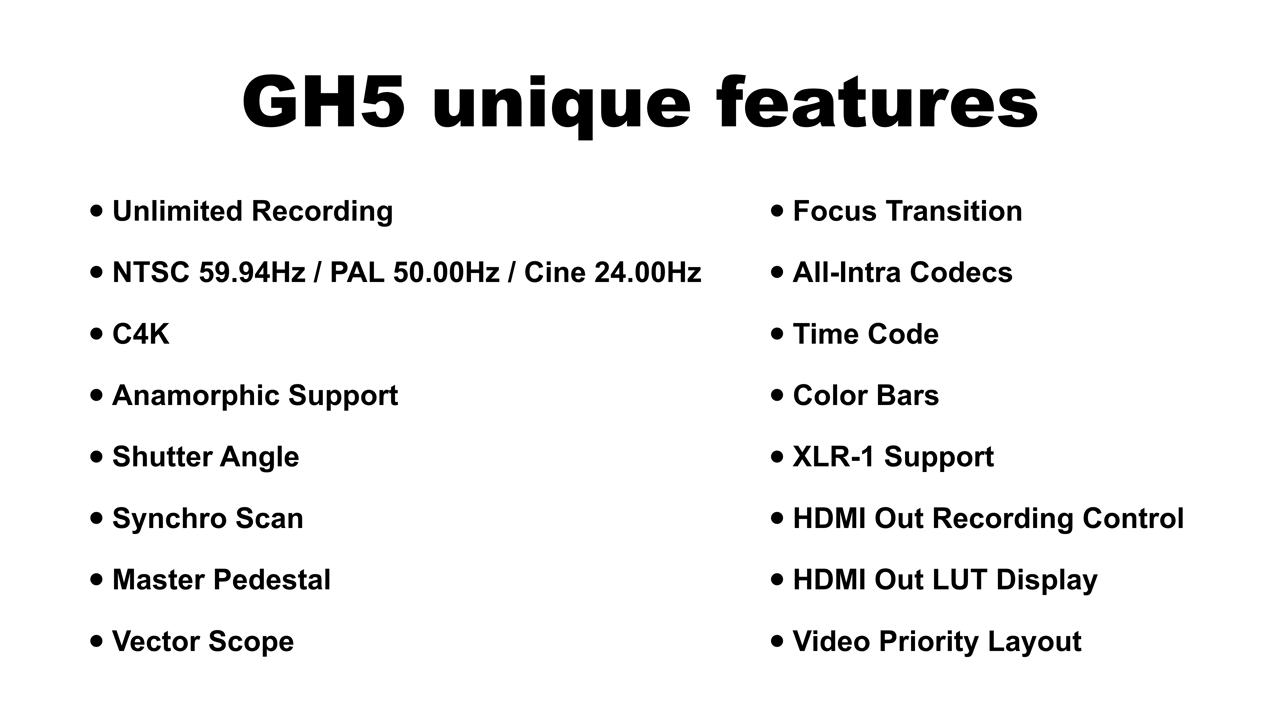 GH5 unique features
• Unlimited Recording
• NTSC 59.94Hz / PAL 50.00Hz / Cine 24.00Hz
• C4K
• Anamorphic Support
• Shutter Angle
• Synchro Scan
• Master Pedestal
• Vector Scope
• Focus Transition
• All-Intra Codecs
• Time Code
• Color Bars
• XLR-1 Support
• HDMI Out Recording Control
• HDMI Out LUT Display
• Video Priority Layout